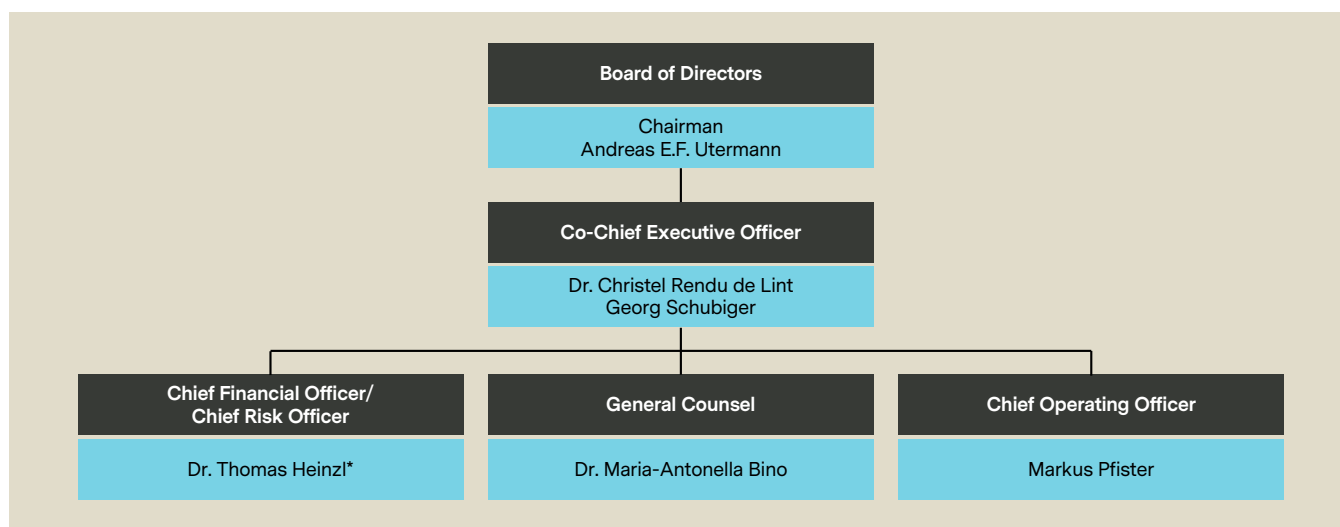 Board of Directors
Chairman
Andreas E.F. Utermann
Co-Chief Executive Officer
Dr. Christel Rendu de Lint
Georg Schubiger
Chief Financial Officer/
Chief Risk Officer
Dr. Thomas Heinzl*
General Counsel
Dr. Maria-Antonella Bino
Chief Operating Officer
Markus Pfister